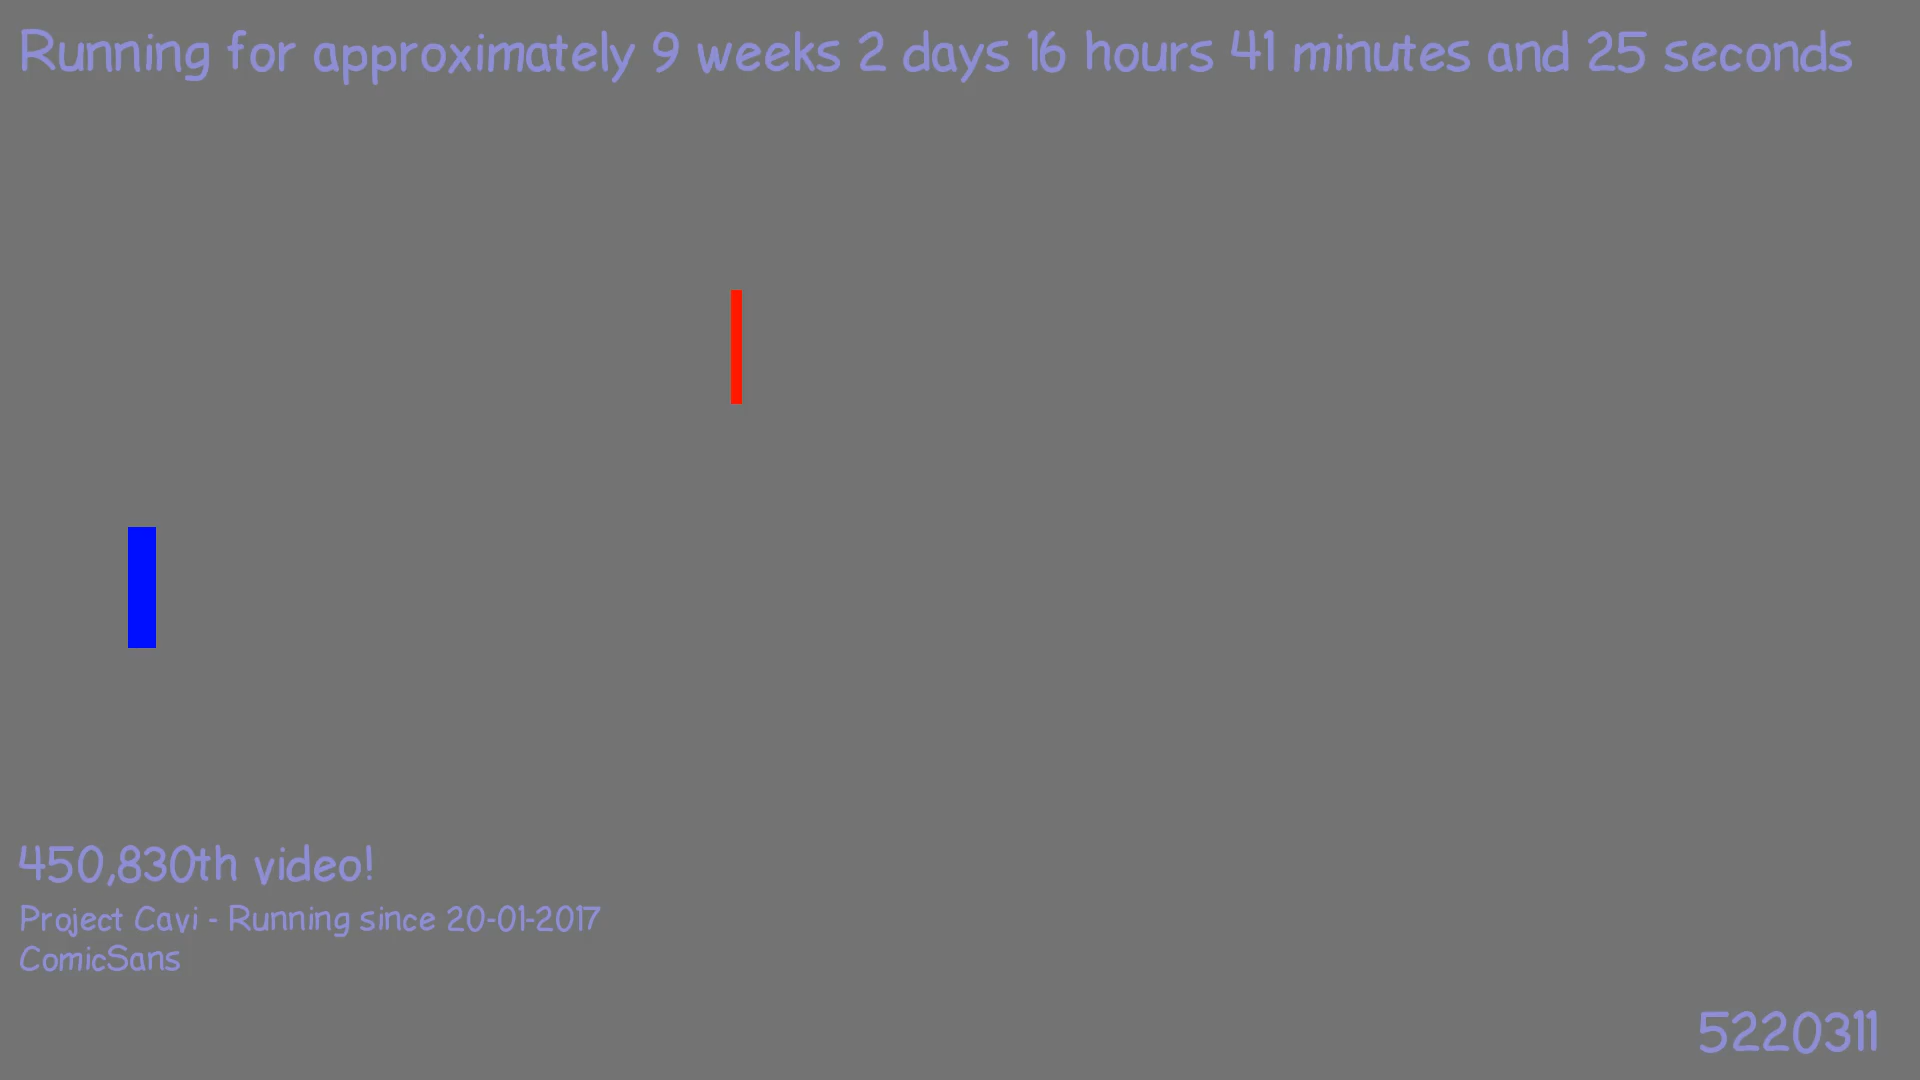 Running for approximately 9 weeks 2 days 16 hours 41 minutes and 25 seconds
450,830th video!
Project Cavi - Running since 20-01-2017
ComicSans
5220311